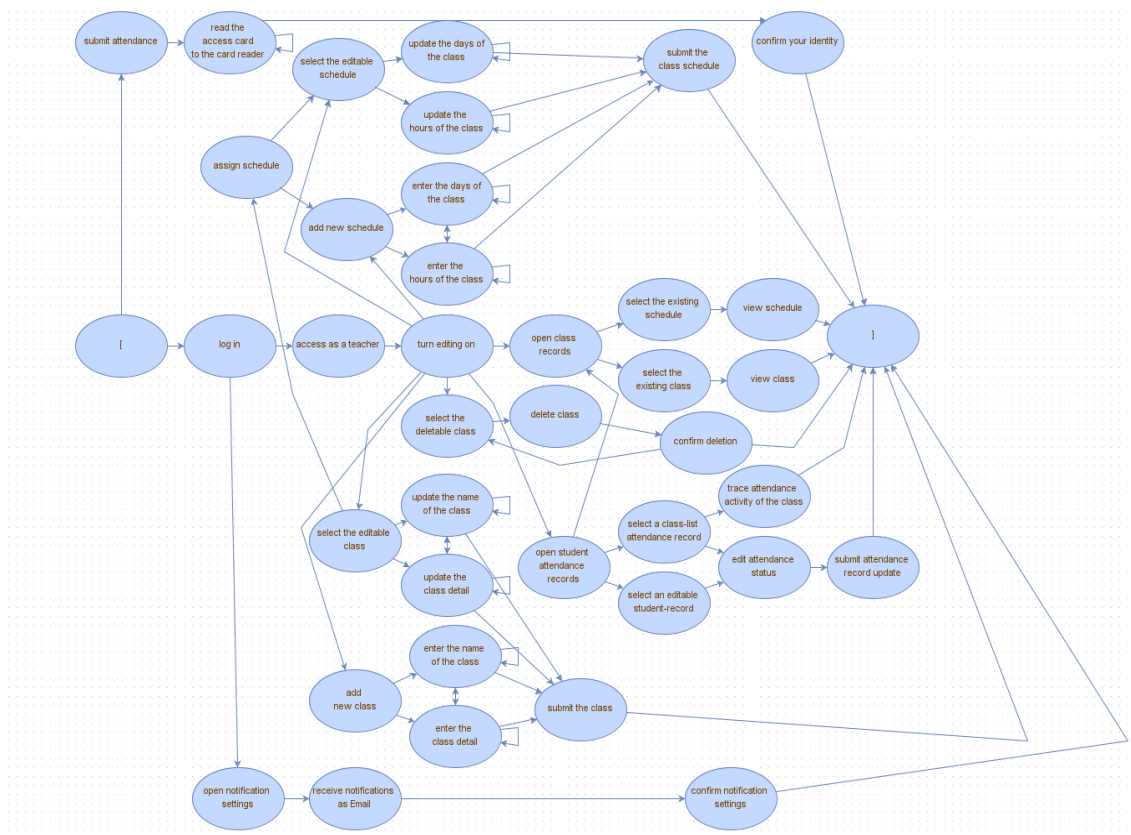 submit attendance
read the
access card
to the card reader
confirm your identity
select the editable
schedule
update the days of
the class
submit the
class schedule
update the
hours of the class
assign schedule
enter the days of
the class
add new schedule
enter the
hours of the class
select the existing
schedule
view schedule
[
log in
access as a teacher
turn editing on
open class
records
]
select the
existing class
view class
select the
deletable class
delete class
confirm deletion
update the name
of the class
trace attendance
activity of the class
select the editable
class
select a class-list
attendance record
open student
attendance
records
edit attendance
status
submit attendance
record update
update the
class detail
select an editable
student-record
enter the name
of the class
add
new class
submit the class
enter the
class detail
open notification
settings
receive notifications
as Email
confirm notification
settings